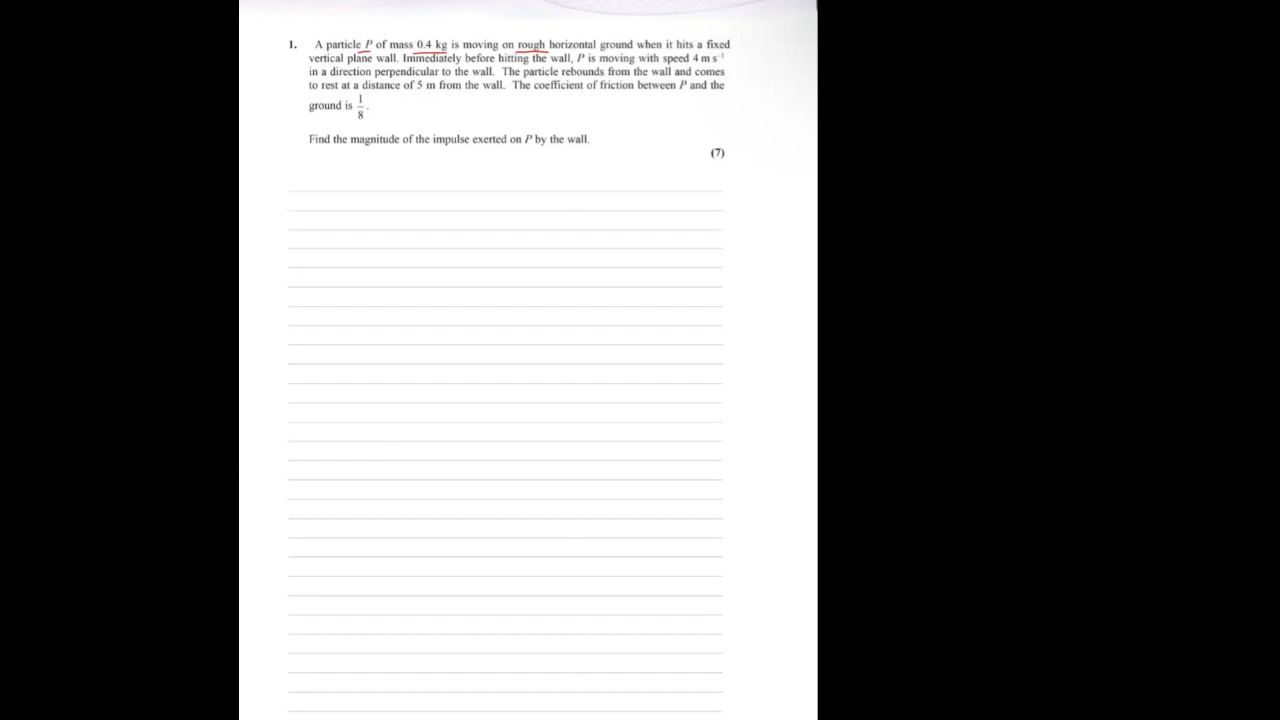 1. A particle P of mass 0.4 kg is moving on rough horizontal ground when it hits a fixed
vertical plane wall. Immediately before hitting the wall, P is moving with speed 4 m s⁻¹
in a direction perpendicular to the wall. The particle rebounds from the wall and comes
to rest at a distance of 5 m from the wall. The coefficient of friction between P and the
ground is 1/8.
Find the magnitude of the impulse exerted on P by the wall.
(7)